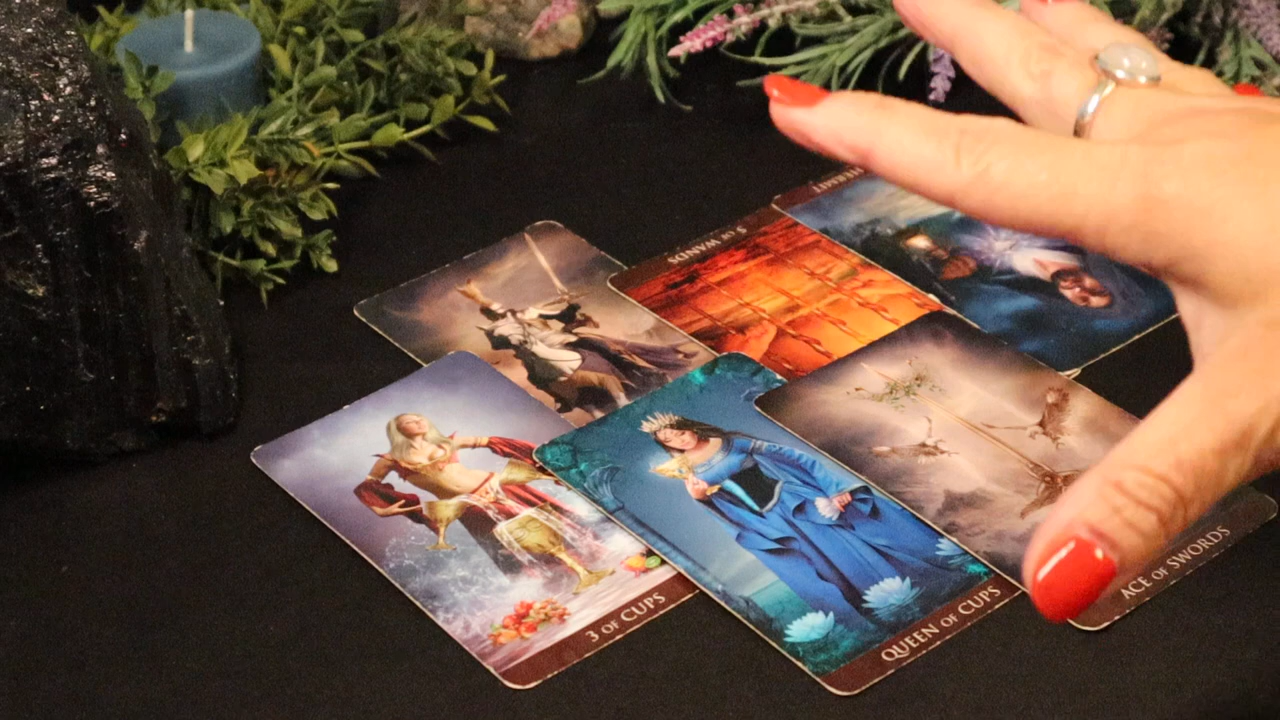 5 OF WANDS
3 OF CUPS
QUEEN OF CUPS
ACE OF SWORDS